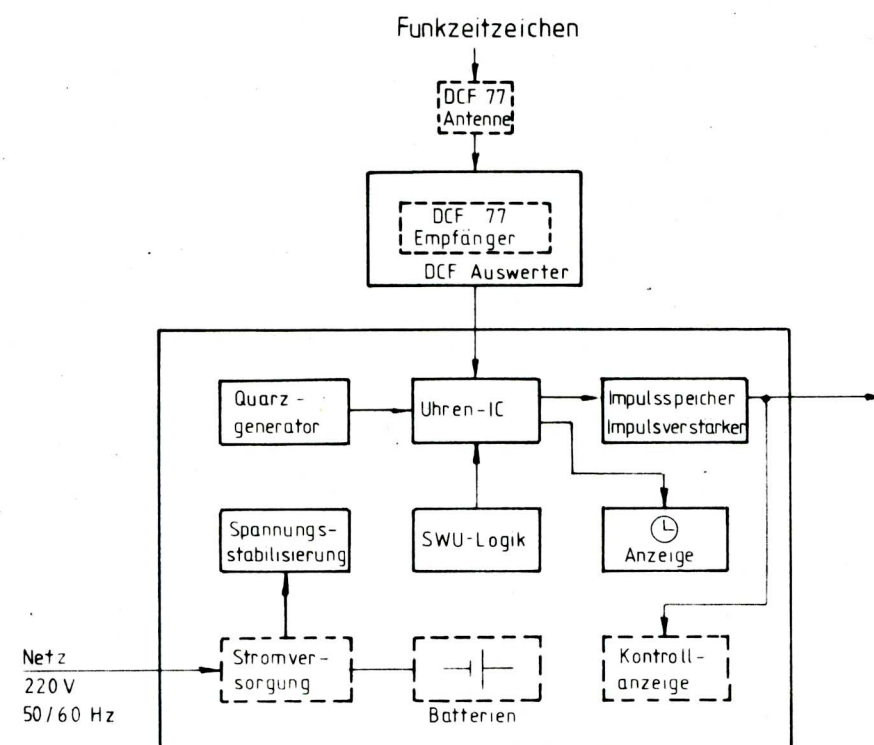 Funkzeitzeichen
DCF 77
Antenne
DCF 77
Empfänger
DCF Auswerter
Quarz-
generator
Uhren-IC
Impulsspeicher
Impulsverstarker
Spannungs-
stabilisierung
SWU-Logik
Anzeige
Netz
220 V
50/60 Hz
Stromver-
sorgung
Batterien
Kontroll-
anzeige